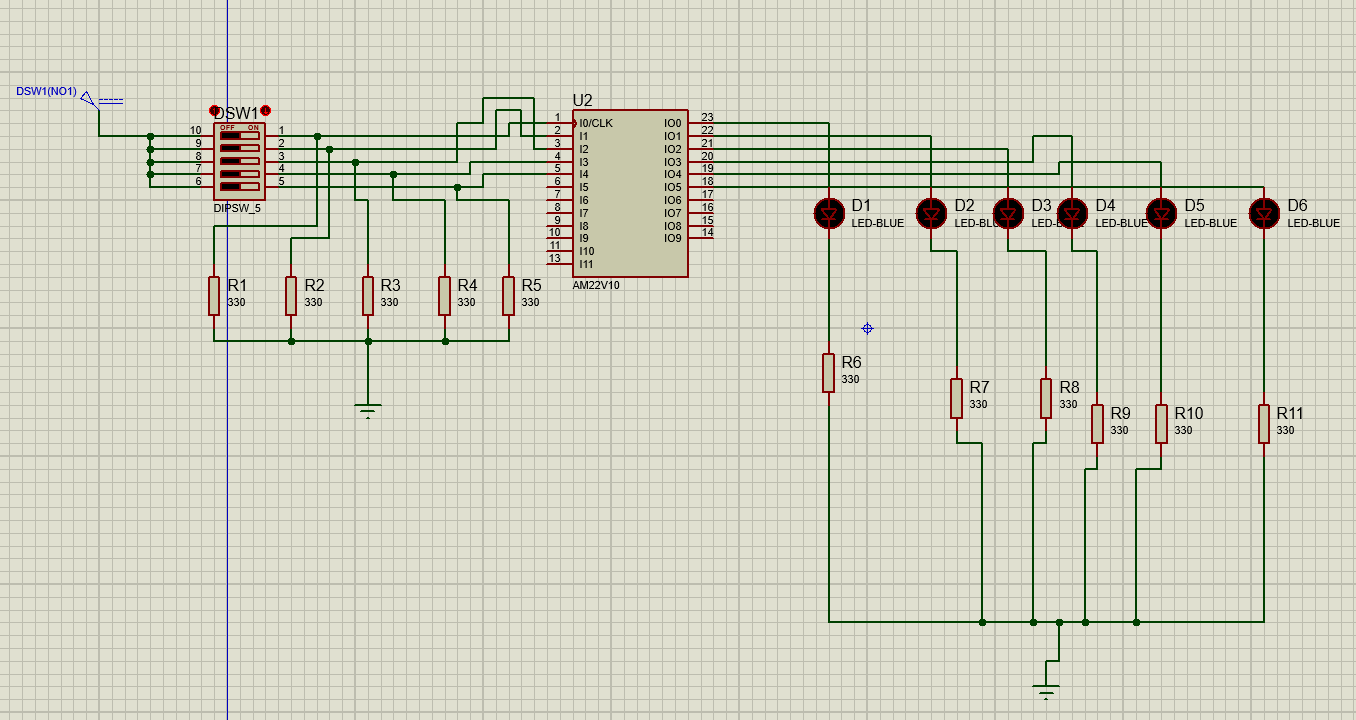 DSW1(NO1)
DSW1
OFF ON
10 1
9 2
8 3
7 4
6 5
DIPSW_5
U2
1 I0/CLK IO0 23
2 I1 IO1 22
3 I2 IO2 21
4 I3 IO3 20
5 I4 IO4 19
6 I5 IO5 18
7 I6 IO6 17
8 I7 IO7 16
9 I8 IO8 15
10 I9 IO9 14
11 I10
13 I11
AM22V10
D1
LED-BLUE
D2
LED-BLUE
D3
LED-BLUE
D4
LED-BLUE
D5
LED-BLUE
D6
LED-BLUE
R1
330
R2
330
R3
330
R4
330
R5
330
R6
330
R7
330
R8
330
R9
330
R10
330
R11
330